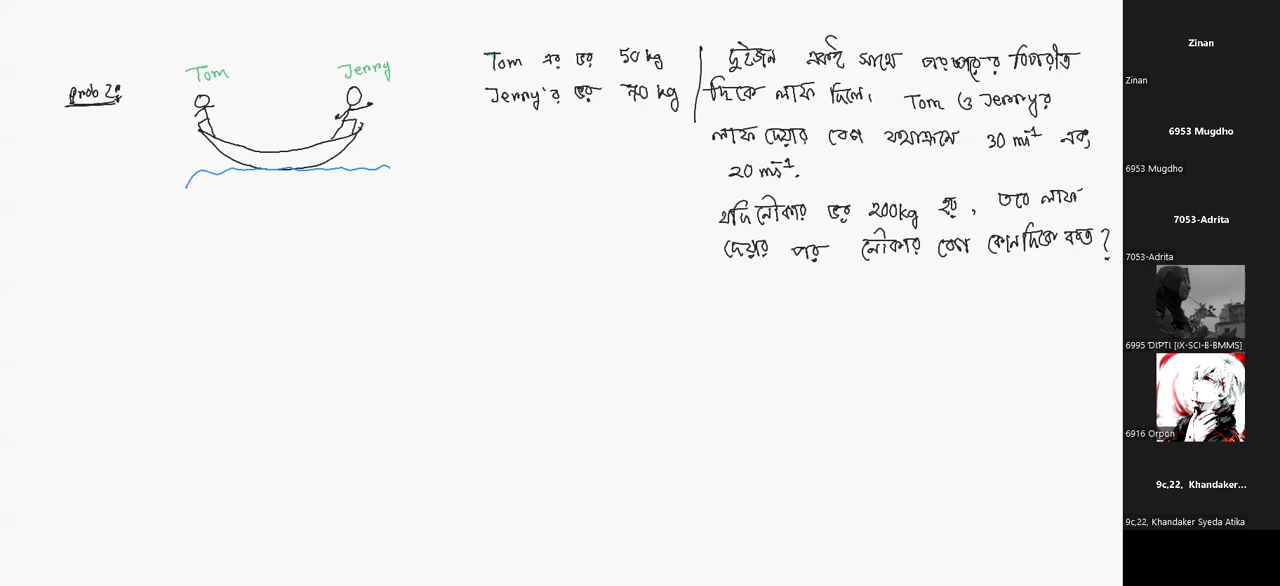 prob 2:
Tom
Jenny
Tom এর ভর 50 kg
Jenny'র ভর 70 kg
দুইজন একই সাথে পরস্পরের বিপরীত
দিকে লাফ দিলে। Tom ও Jennyর
লাফ দেয়ার বেগ যথাক্রমে 30 ms⁻¹ এবং
20 ms⁻¹.
যদি নৌকার ভর 200kg হয়, তবে লাফ
দেয়ার পর নৌকার বেগ কোনদিকে কত?
Zinan
Zinan
6953 Mugdho
6953 Mugdho
7053-Adrita
7053-Adrita
6995 DIPTI [IX-SCI-B-BMMS]
6916 Orpon
9c,22, Khandaker...
9c,22, Khandaker Syeda Atika